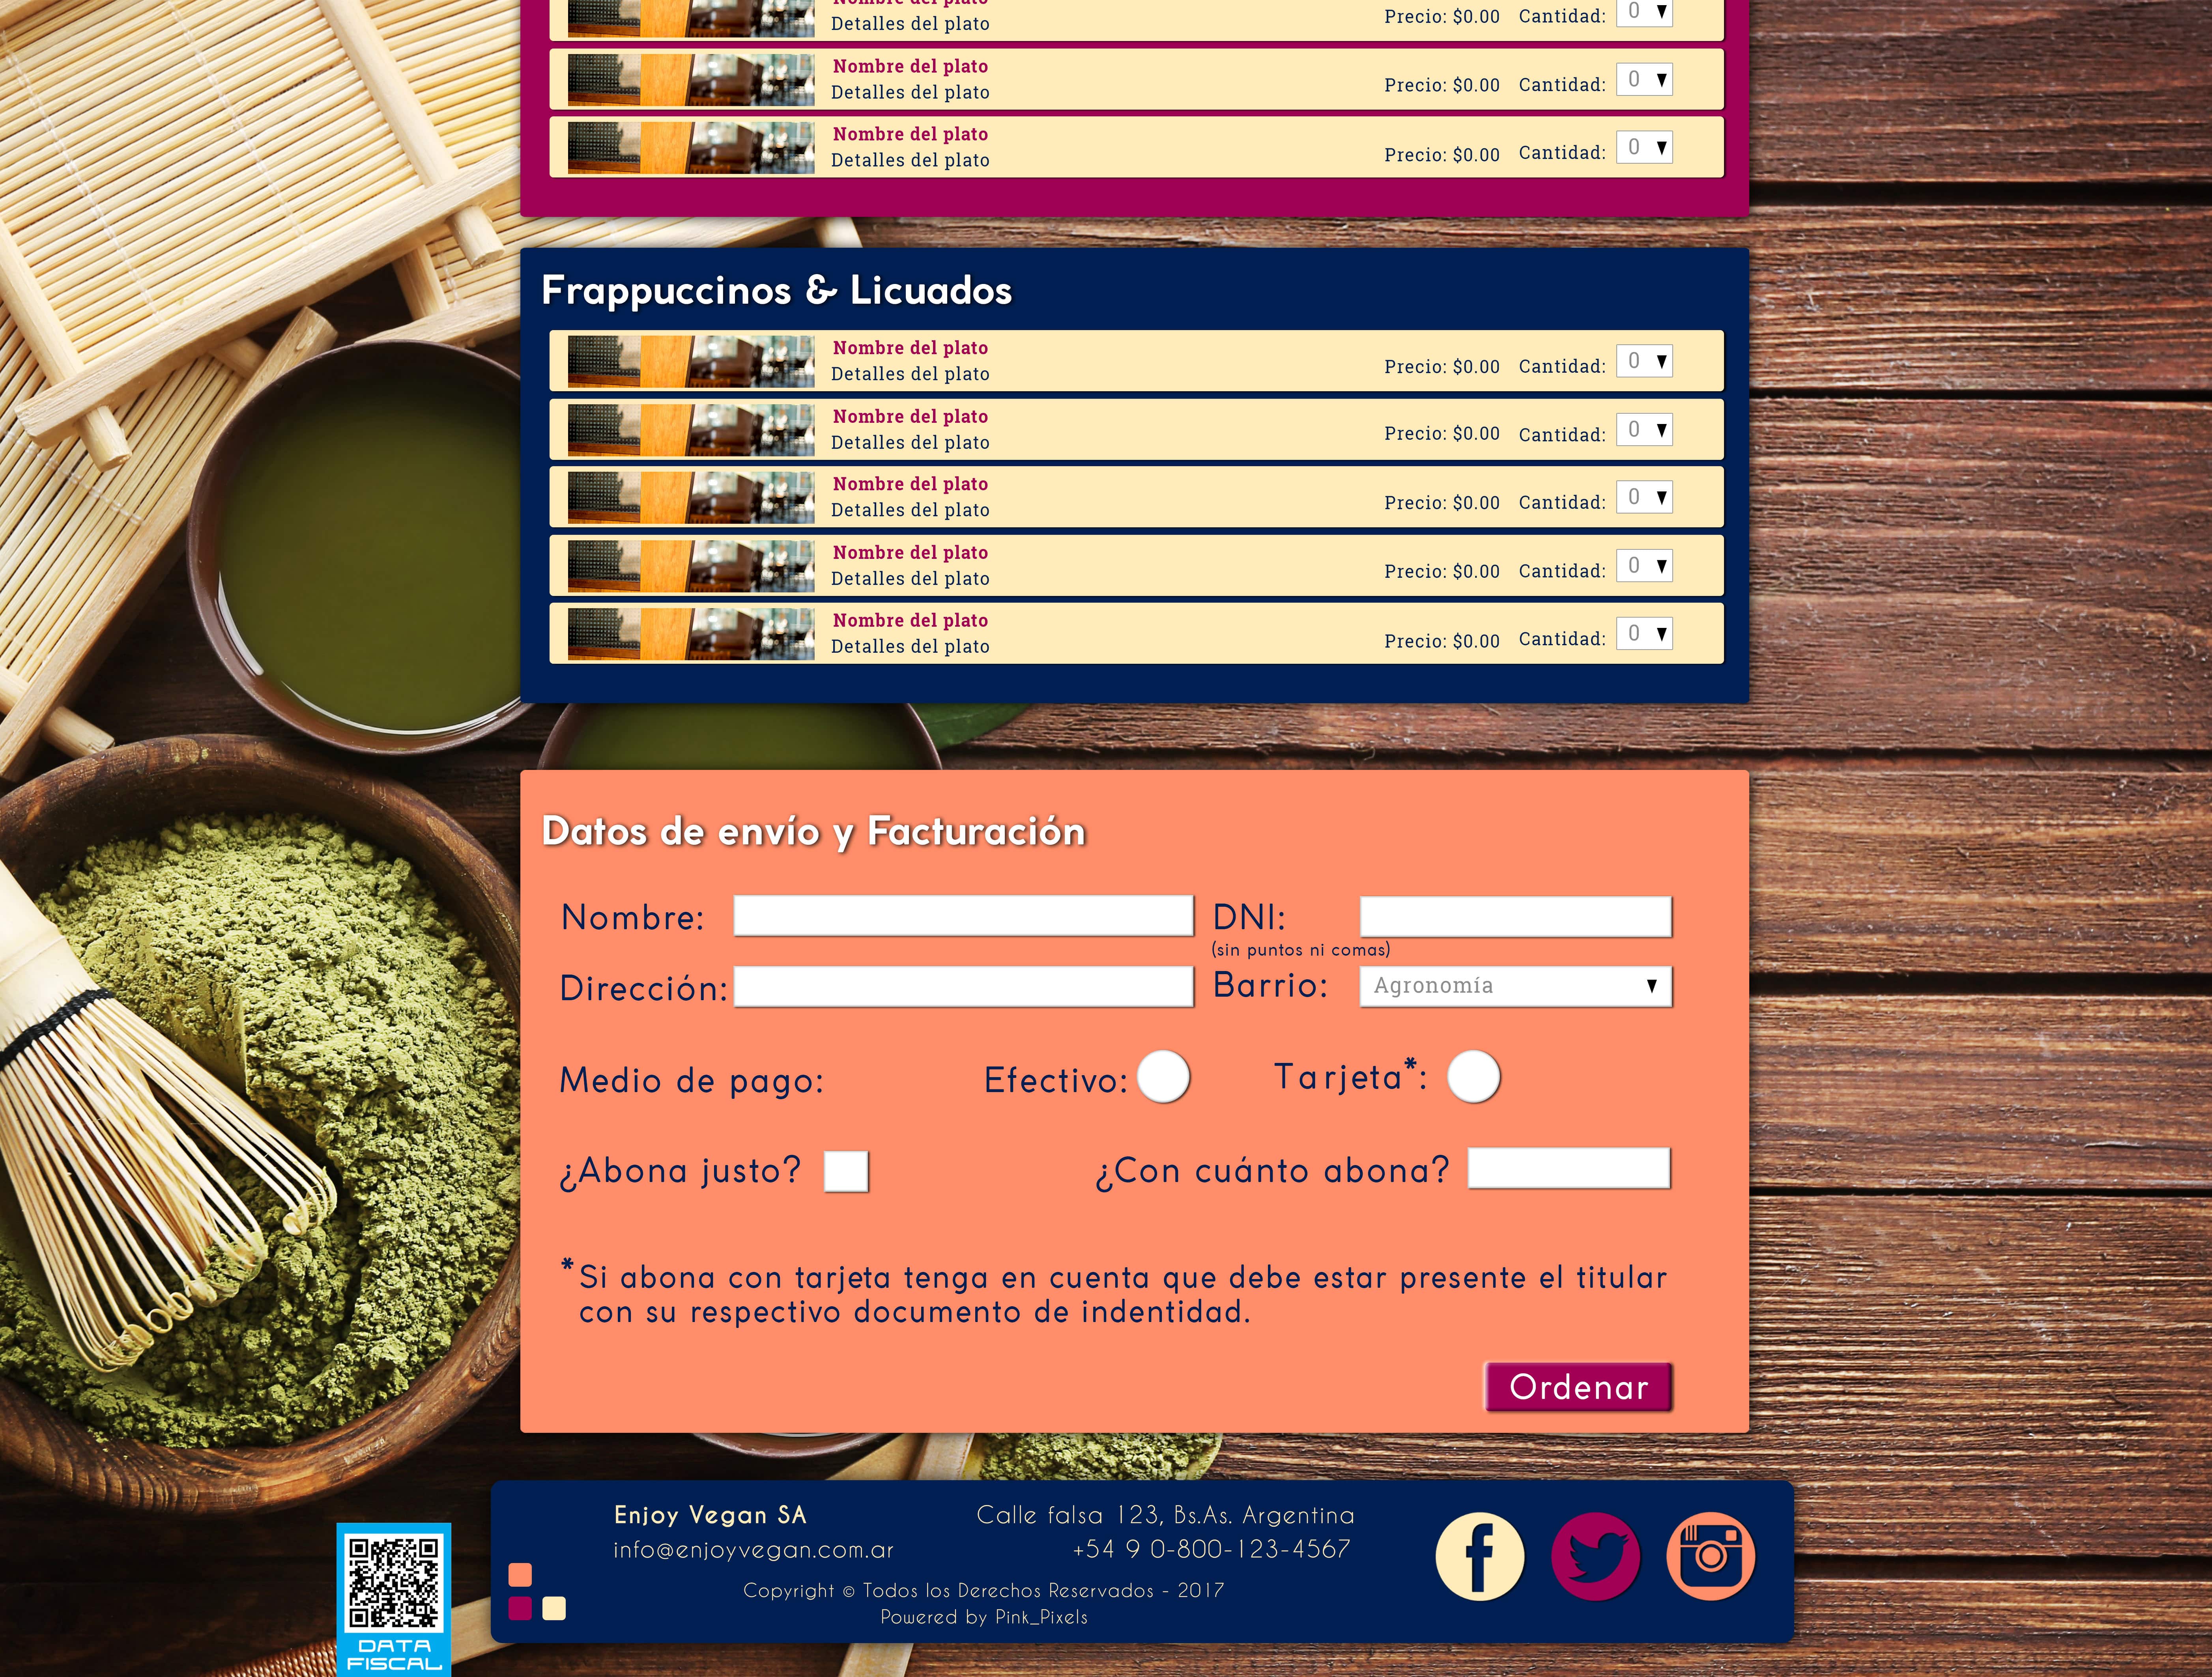 Nombre del plato
Detalles del plato
Precio: $0.00 Cantidad: 0
Nombre del plato
Detalles del plato
Precio: $0.00 Cantidad: 0
Nombre del plato
Detalles del plato
Precio: $0.00 Cantidad: 0
Frappuccinos & Licuados
Nombre del plato
Detalles del plato
Precio: $0.00 Cantidad: 0
Nombre del plato
Detalles del plato
Precio: $0.00 Cantidad: 0
Nombre del plato
Detalles del plato
Precio: $0.00 Cantidad: 0
Nombre del plato
Detalles del plato
Precio: $0.00 Cantidad: 0
Nombre del plato
Detalles del plato
Precio: $0.00 Cantidad: 0
Datos de envío y Facturación
Nombre: DNI:
(sin puntos ni comas)
Dirección: Barrio: Agronomía
Medio de pago: Efectivo: Tarjeta*:
¿Abona justo? ¿Con cuánto abona?
*Si abona con tarjeta tenga en cuenta que debe estar presente el titular
con su respectivo documento de indentidad.
Ordenar
Enjoy Vegan SA Calle falsa 123, Bs.As. Argentina
info@enjoyvegan.com.ar +54 9 0-800-123-4567
Copyright © Todos los Derechos Reservados - 2017
Powered by Pink_Pixels
DATA
FISCAL